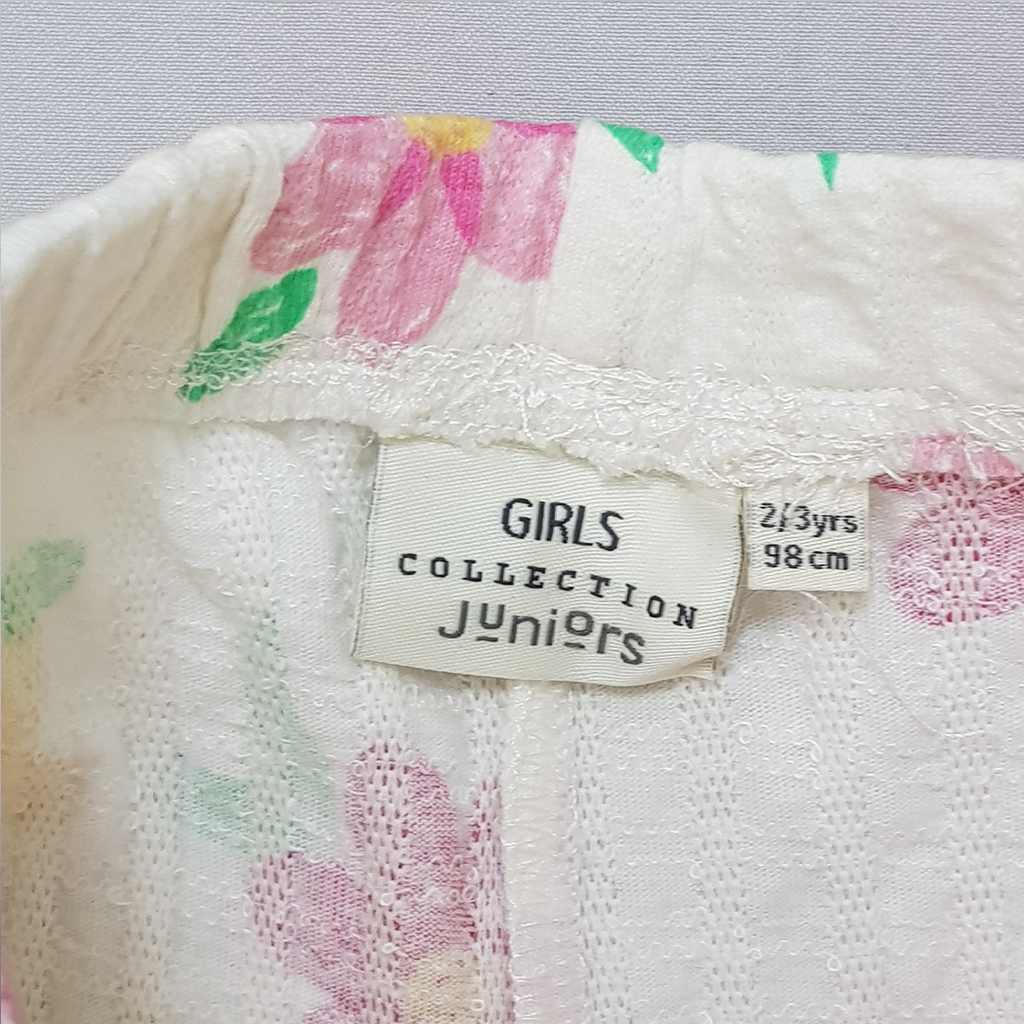 GIRLS
COLLECTION
Juniors
2/3yrs
98cm